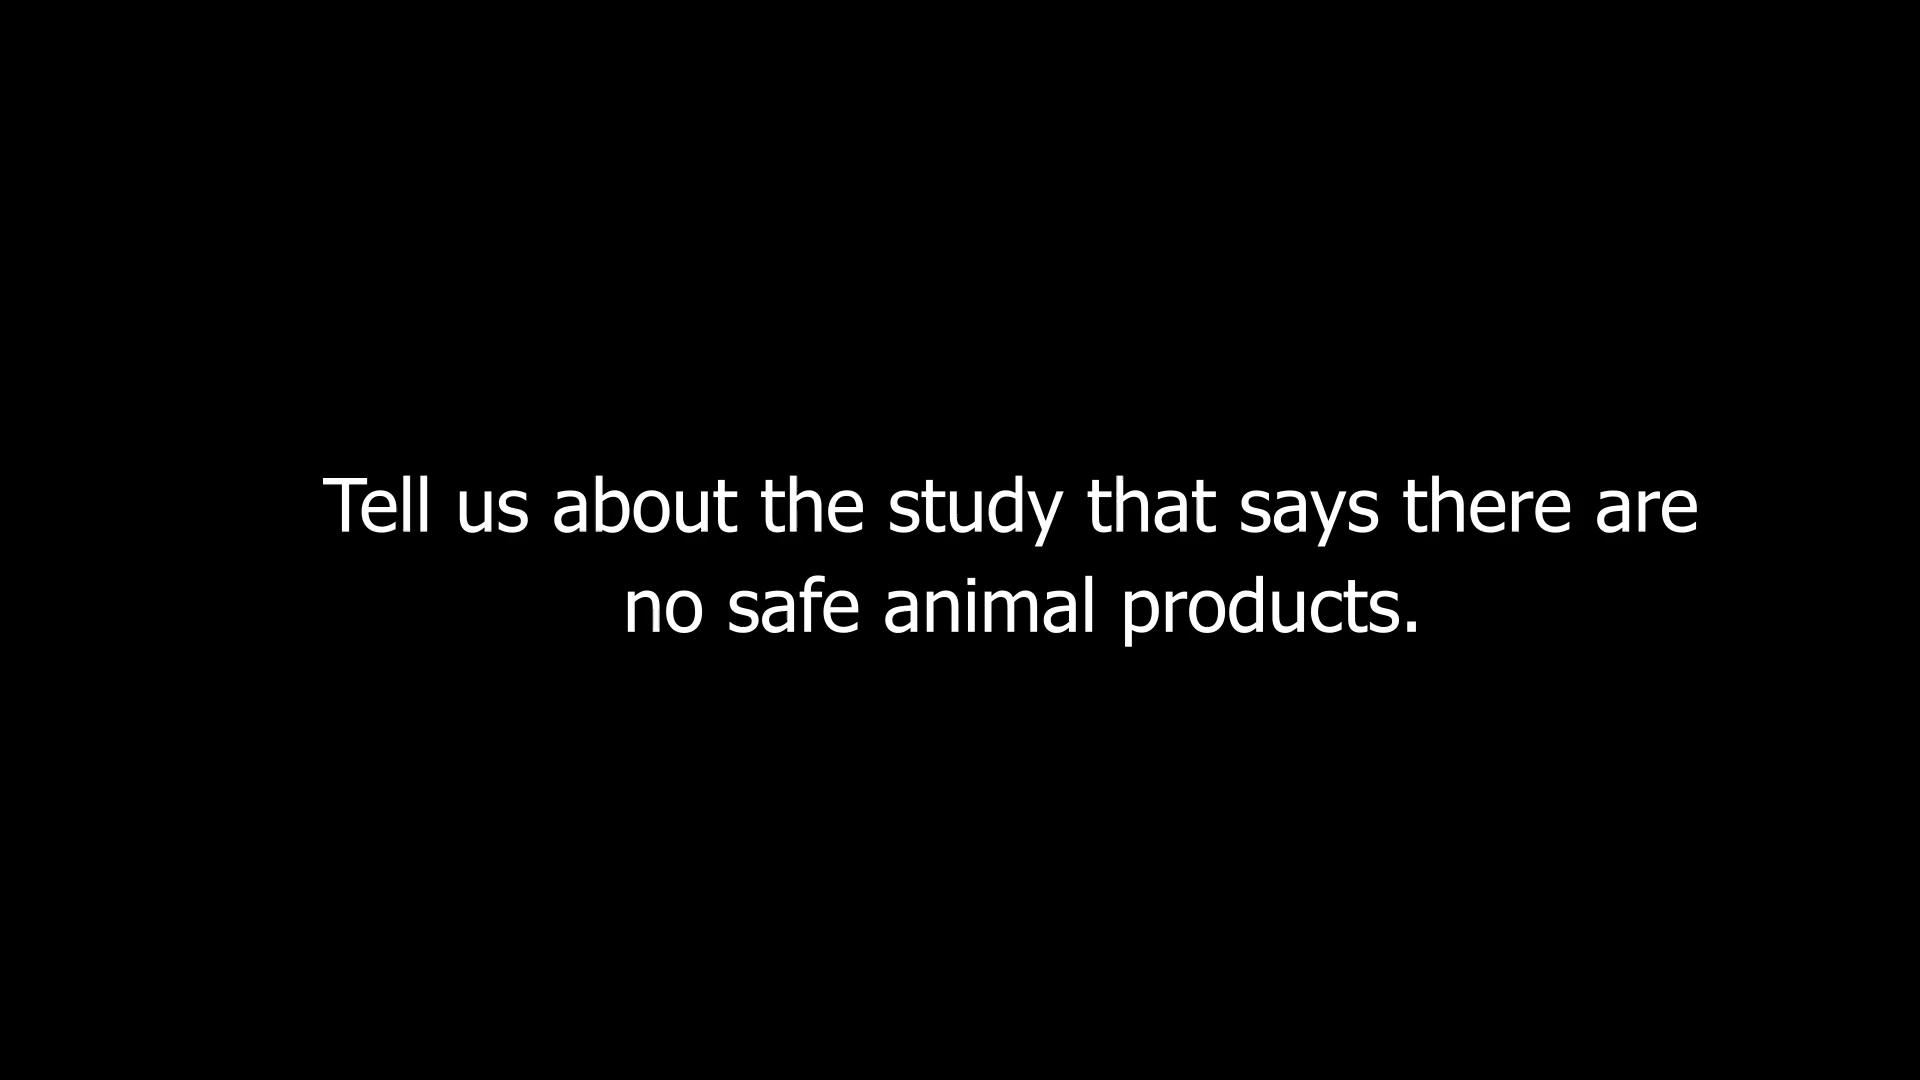 Tell us about the study that says there are
no safe animal products.